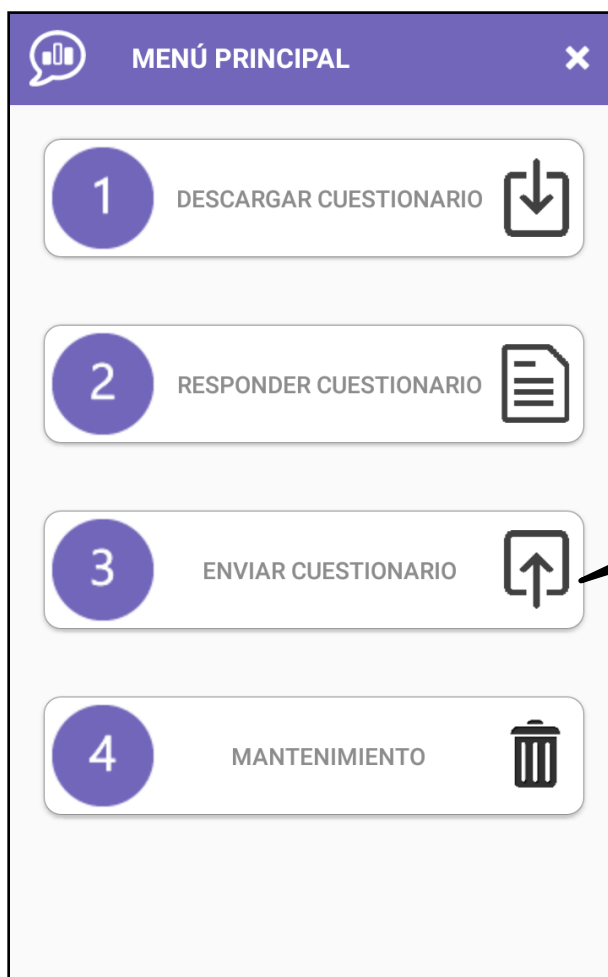 MENÚ PRINCIPAL
1 DESCARGAR CUESTIONARIO
2 RESPONDER CUESTIONARIO
3 ENVIAR CUESTIONARIO
4 MANTENIMIENTO